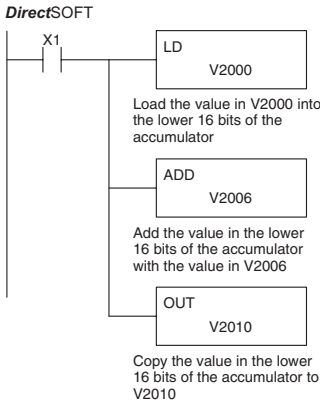 DirectSOFT
X1
LD
V2000
Load the value in V2000 into
the lower 16 bits of the
accumulator
ADD
V2006
Add the value in the lower
16 bits of the accumulator
with the value in V2006
OUT
V2010
Copy the value in the lower
16 bits of the accumulator to
V2010